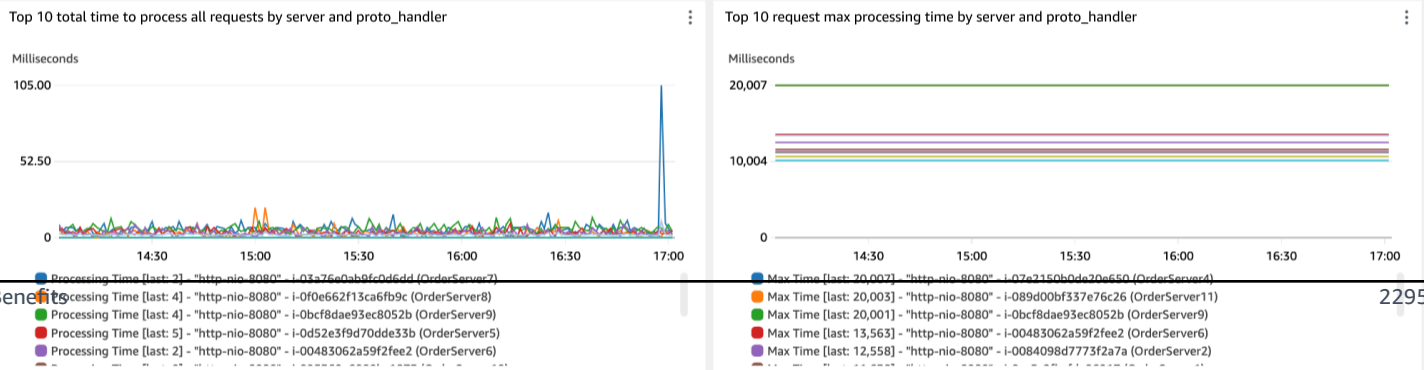 Top 10 total time to process all requests by server and proto_handler
Milliseconds
105.00
52.50
0
14:30 15:00 15:30 16:00 16:30 17:00
Processing Time [last: 2] - "http-nio-8080" - i-03a76e0ab9fc0d6dd (OrderServer7)
Processing Time [last: 4] - "http-nio-8080" - i-0f0e662f13ca6fb9c (OrderServer8)
Processing Time [last: 4] - "http-nio-8080" - i-0bcf8dae93ec8052b (OrderServer9)
Processing Time [last: 5] - "http-nio-8080" - i-0d52e3f9d70dde33b (OrderServer5)
Processing Time [last: 2] - "http-nio-8080" - i-00483062a59f2fee2 (OrderServer6)
Top 10 request max processing time by server and proto_handler
Milliseconds
20,007
10,004
0
14:30 15:00 15:30 16:00 16:30 17:00
Max Time [last: 20,007] - "http-nio-8080" - i-07e2150b0de20e650 (OrderServer4)
Max Time [last: 20,003] - "http-nio-8080" - i-089d00bf337e76c26 (OrderServer11)
Max Time [last: 20,001] - "http-nio-8080" - i-0bcf8dae93ec8052b (OrderServer9)
Max Time [last: 13,563] - "http-nio-8080" - i-00483062a59f2fee2 (OrderServer6)
Max Time [last: 12,558] - "http-nio-8080" - i-0084098d7773f2a7a (OrderServer2)
Benefits
2295